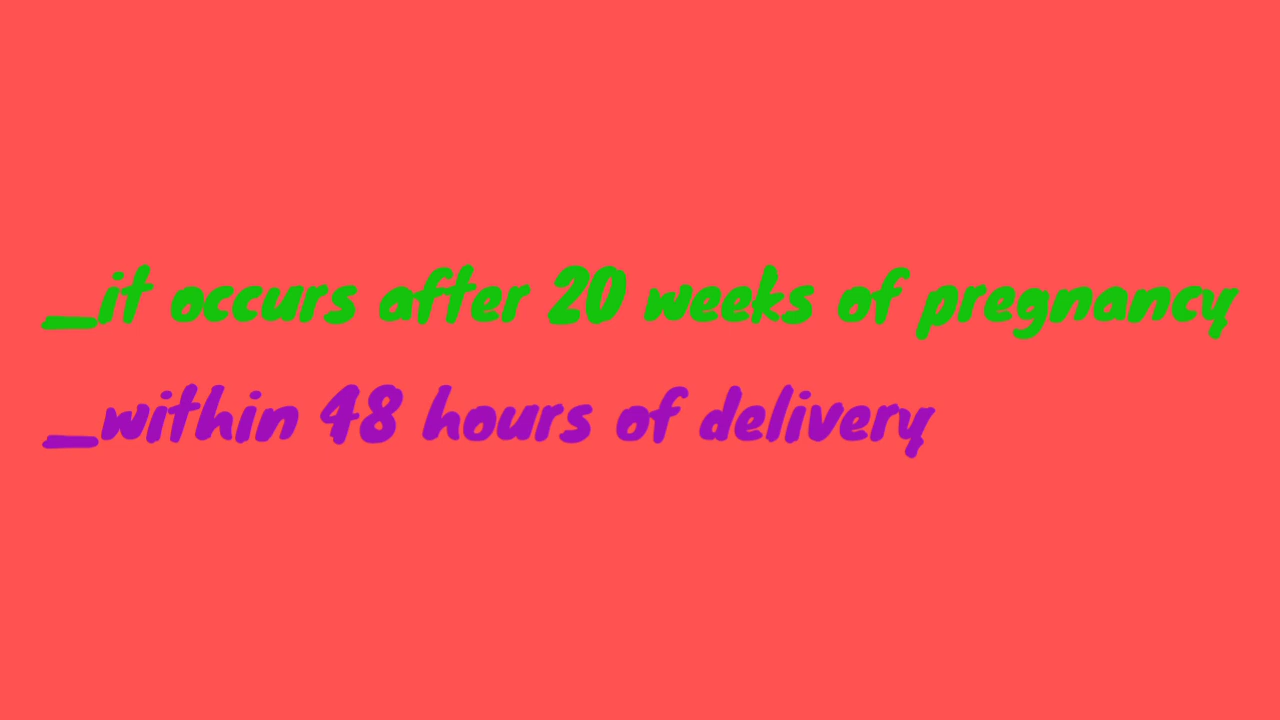 _it occurs after 20 weeks of pregnancy
_within 48 hours of delivery